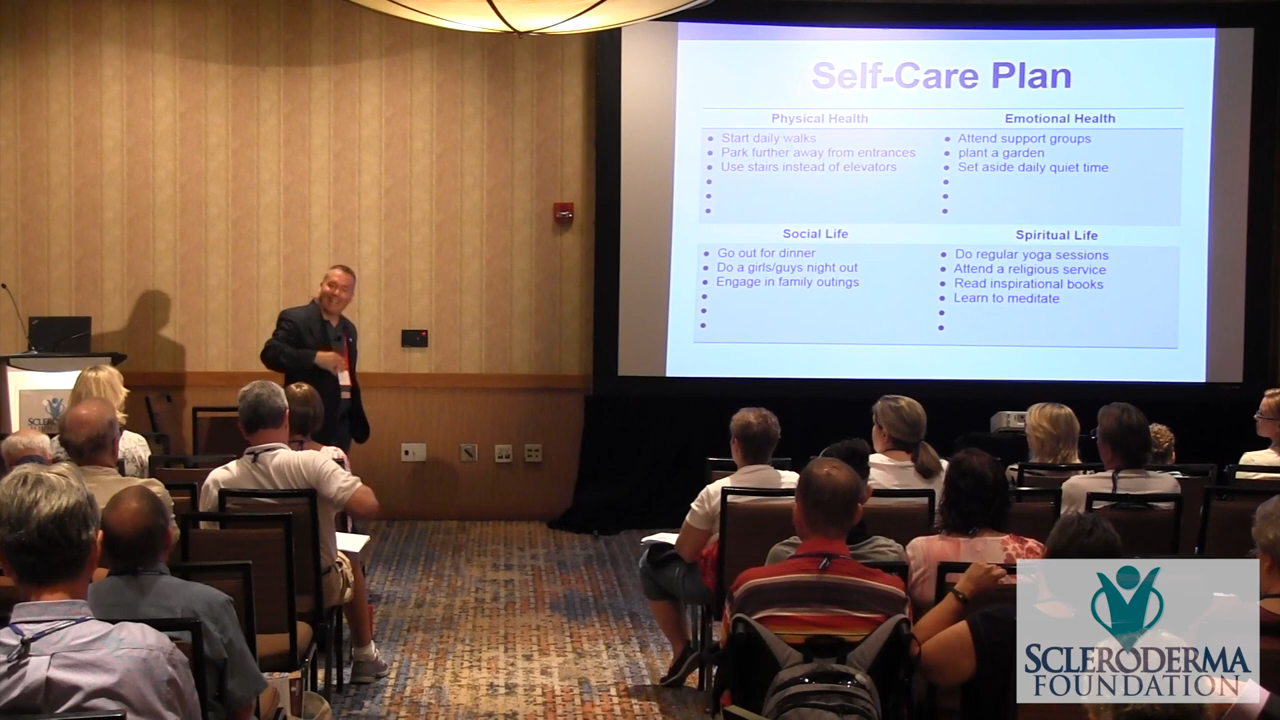 Self-Care Plan
Physical Health
Start daily walks
Park further away from entrances
Use stairs instead of elevators
Emotional Health
Attend support groups
plant a garden
Set aside daily quiet time
Social Life
Go out for dinner
Do a girls/guys night out
Engage in family outings
Spiritual Life
Do regular yoga sessions
Attend a religious service
Read inspirational books
Learn to meditate
SCLERODERMA
FOUNDATION